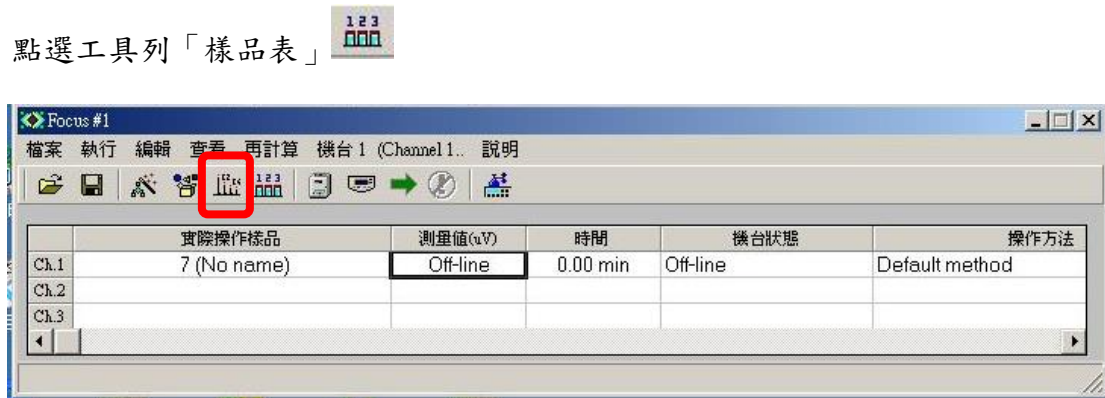 點選工具列「樣品表」 123
Focus #1
檔案 執行 編輯 查看 再計算 機台 1 (Channel 1.. 說明
123
實際操作樣品 測量值(uV) 時間 機台狀態 操作方法
Ch.1 7 (No name) Off-line 0.00 min Off-line Default method
Ch.2
Ch.3